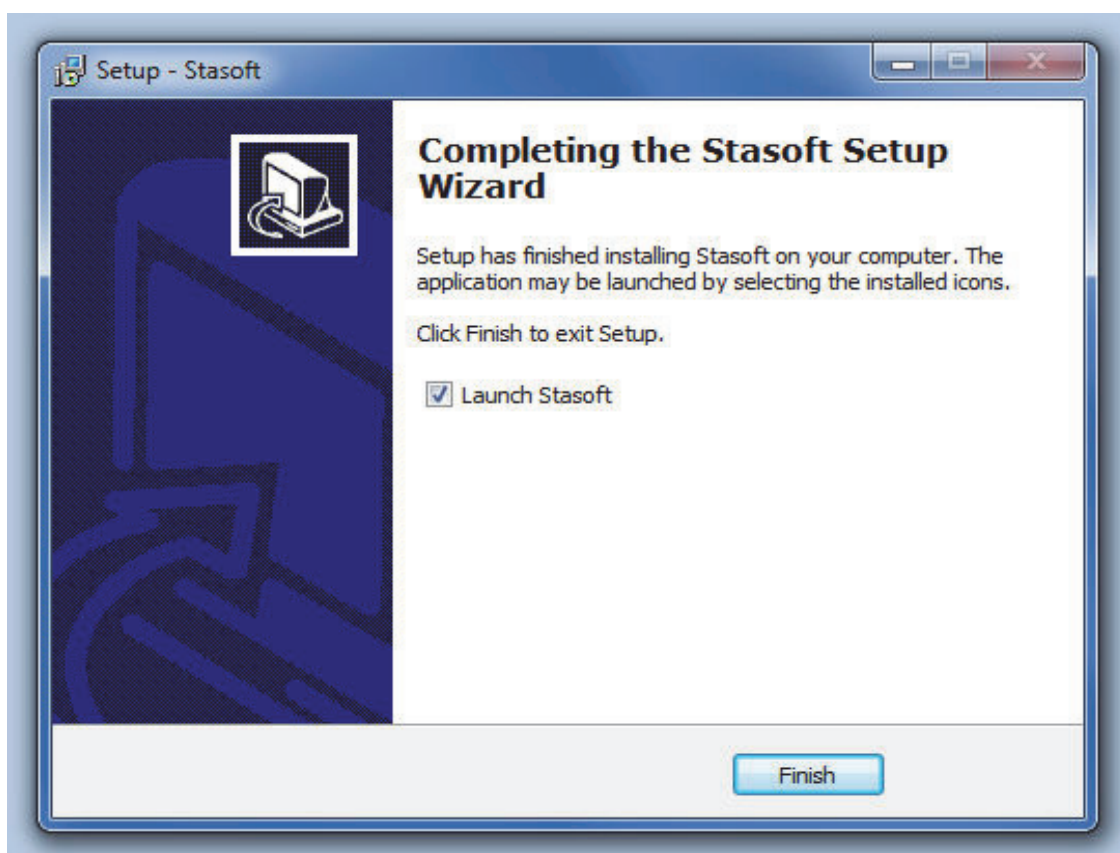 Setup - Stasoft
Completing the Stasoft Setup
Wizard
Setup has finished installing Stasoft on your computer. The
application may be launched by selecting the installed icons.
Click Finish to exit Setup.
Launch Stasoft
Finish